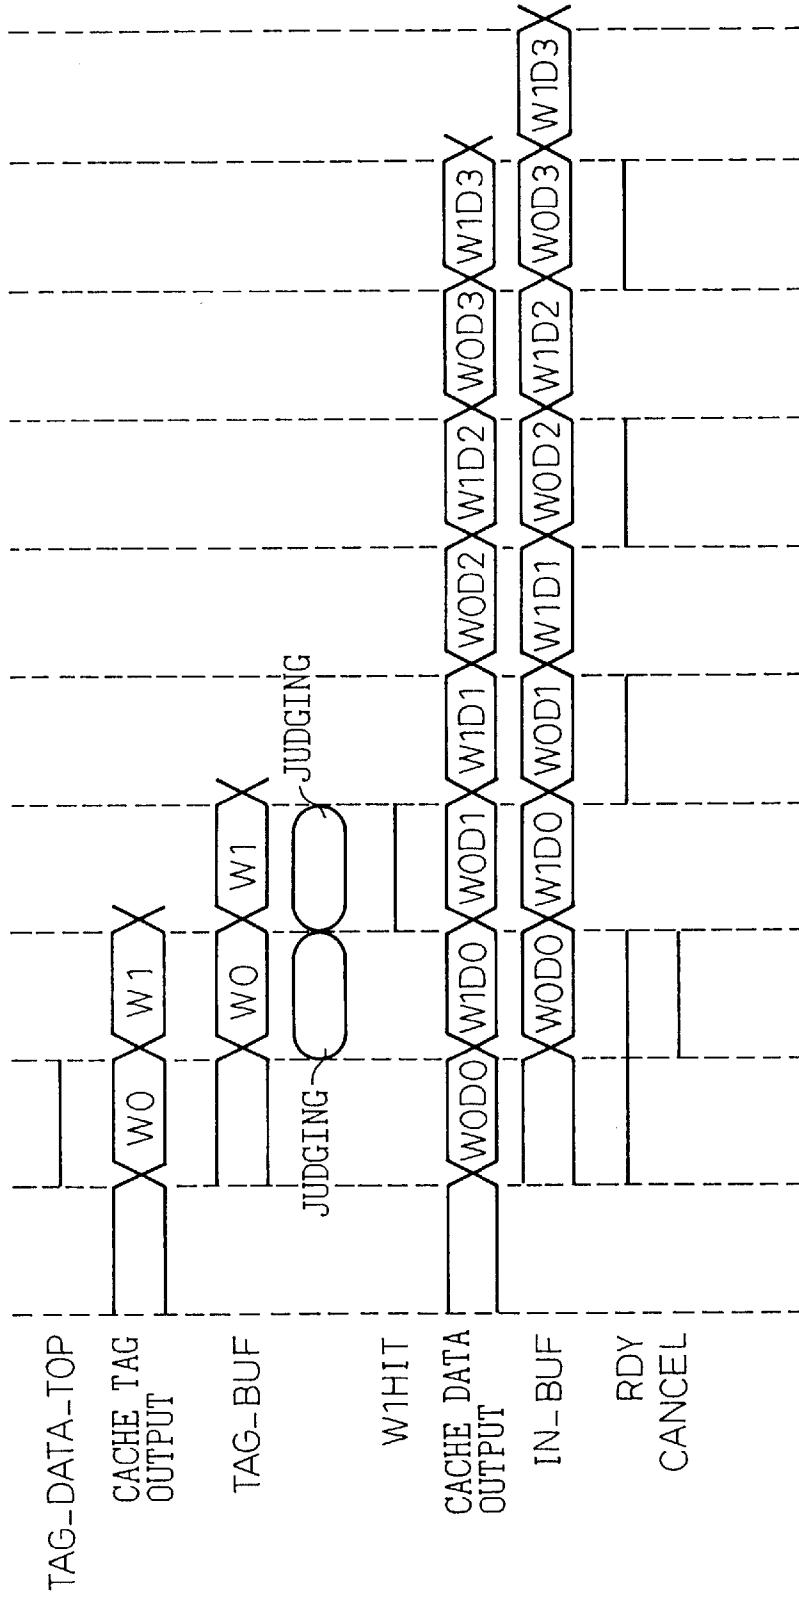 TAG_DATA_TOP
CACHE TAG
OUTPUT
W0 W1
TAG_BUF
W0 W1
JUDGING JUDGING
W1HIT
CACHE DATA
OUTPUT
W0D0 W1D0 W0D1 W1D1 W0D2 W1D2 W0D3 W1D3
IN_BUF
W0D0 W1D0 W0D1 W1D1 W0D2 W1D2 W0D3 W1D3
RDY
CANCEL